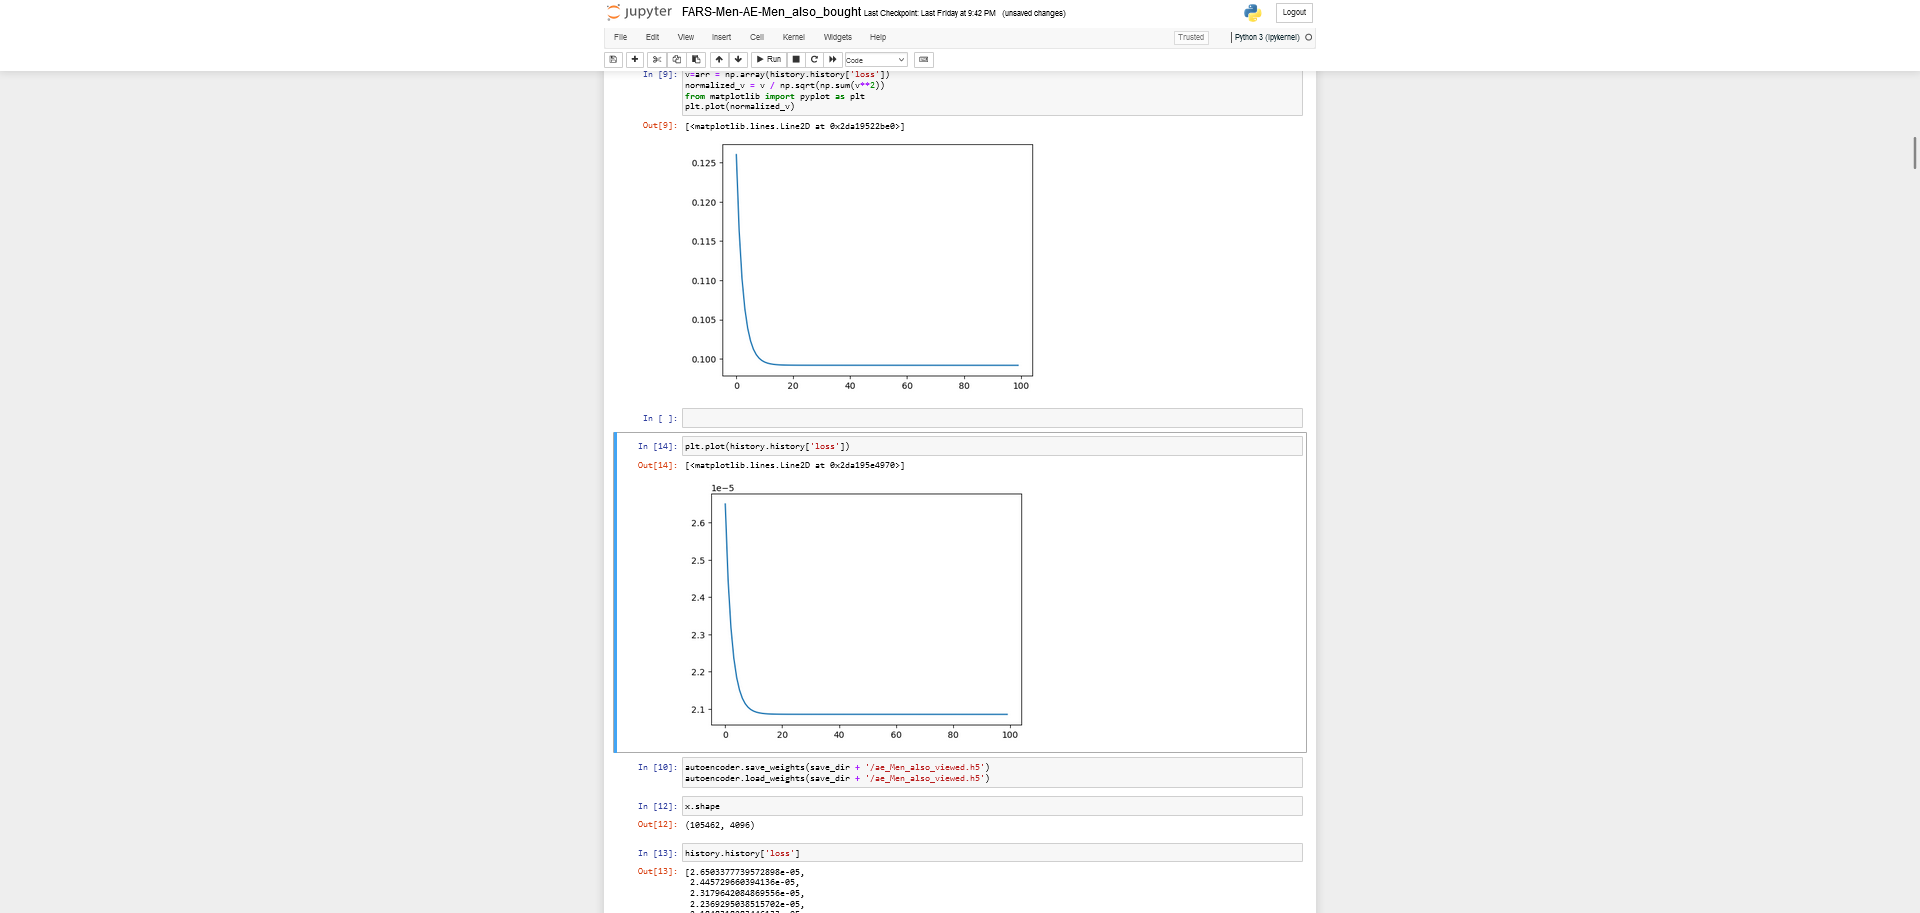 jupyter FARS-Men-AE-Men_also_bought Last Checkpoint: Last Friday at 9:42 PM (unsaved changes) Logout
File Edit View Insert Cell Kernel Widgets Help Trusted Python 3 (ipykernel)
Run Code
In [9]: v=arr = np.array(history.history['loss'])
normalized_v = v / np.sqrt(np.sum(v**2))
from matplotlib import pyplot as plt
plt.plot(normalized_v)
Out[9]: [<matplotlib.lines.Line2D at 0x2da19522be0>]
0.125
0.120
0.115
0.110
0.105
0.100
0 20 40 60 80 100
In [ ]:
In [14]: plt.plot(history.history['loss'])
Out[14]: [<matplotlib.lines.Line2D at 0x2da195e4970>]
1e−5
2.6
2.5
2.4
2.3
2.2
2.1
0 20 40 60 80 100
In [10]: autoencoder.save_weights(save_dir + '/ae_Men_also_viewed.h5')
autoencoder.load_weights(save_dir + '/ae_Men_also_viewed.h5')
In [12]: x.shape
Out[12]: (105462, 4096)
In [13]: history.history['loss']
Out[13]: [2.6503377739572898e-05,
2.445729660394136e-05,
2.3179642084869556e-05,
2.2369295038515702e-05,